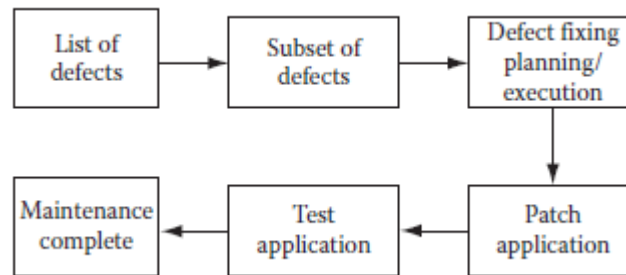 List of
defects
Subset of
defects
Defect fixing
planning/
execution
Patch
application
Test
application
Maintenance
complete